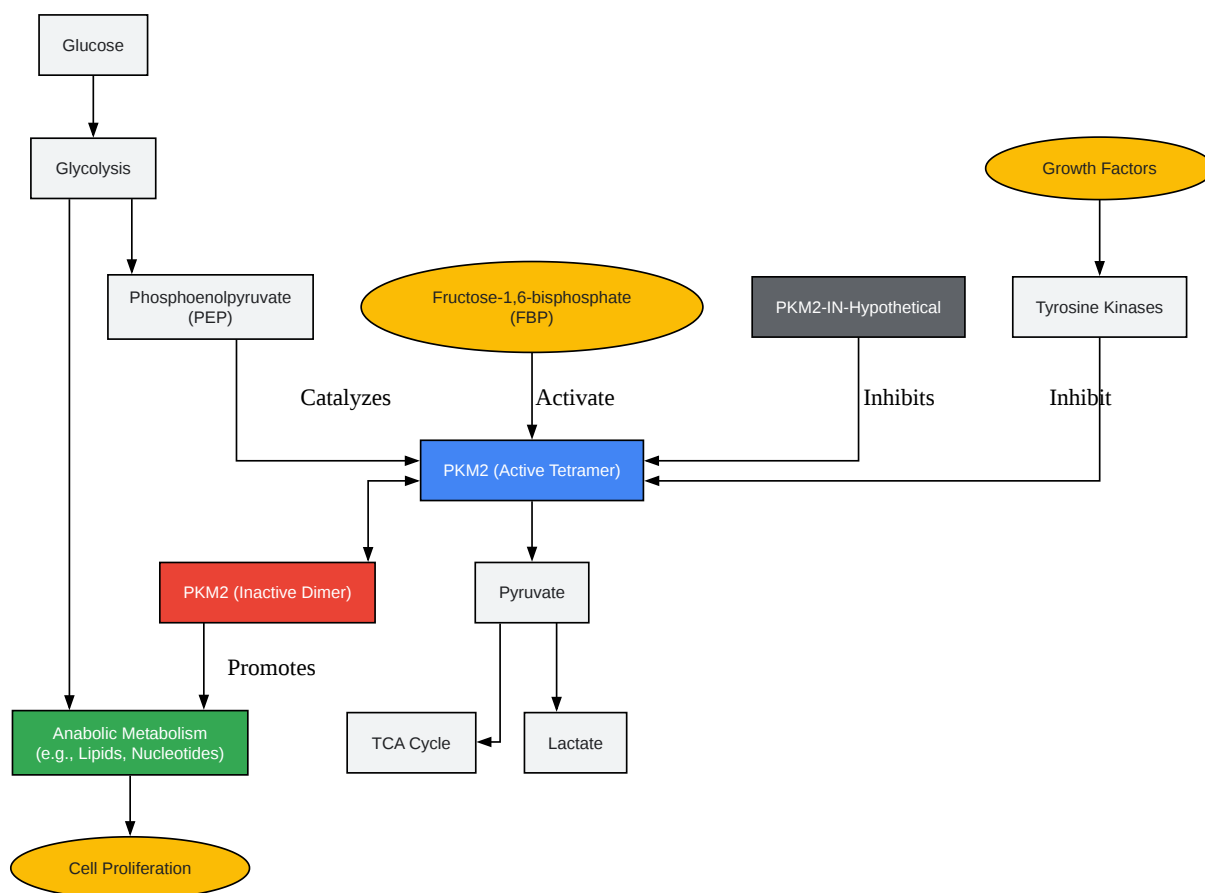 Glucose
Glycolysis
Growth Factors
Phosphoenolpyruvate
(PEP)
Fructose-1,6-bisphosphate
(FBP)
PKM2-IN-Hypothetical
Tyrosine Kinases
Catalyzes
Activate
Inhibits
Inhibit
PKM2 (Active Tetramer)
PKM2 (Inactive Dimer)
Pyruvate
Promotes
Anabolic Metabolism
(e.g., Lipids, Nucleotides)
TCA Cycle
Lactate
Cell Proliferation